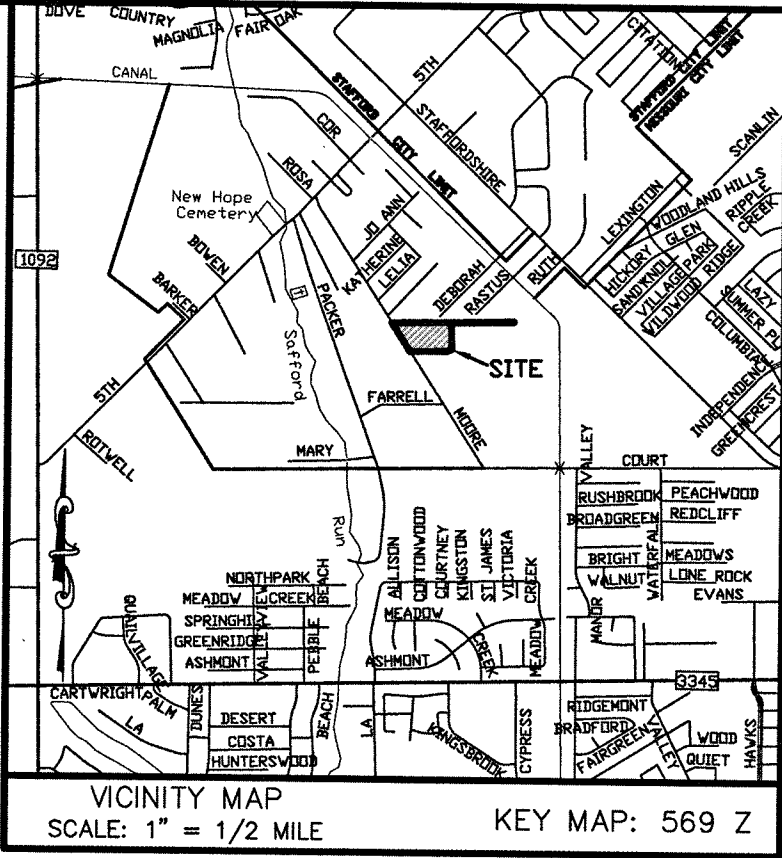 DOVE COUNTRY
MAGNOLIA FAIR OAK
CANAL
5TH
CITATION
STAFFORD CITY LIMIT
MISSOURI CITY LIMIT
STAFFORD CITY LIMIT
STAFFORDSHIRE
COR
ROSA
SCANLIN
New Hope
Cemetery
JO ANN
KATHERINE
LELIA
LEXINGTON
WOODLAND HILLS
RIPPLE
CREEK
HICKORY GLEN
SANDKNOLL
VILLAGE PARK
WILDWOOD RIDGE
1092
BOWEN
BARKER
PACKER
DEBORAH
RASTUS
RUTH
LAZY
SUMMER
COLUMBIA
Safford
SITE
5TH
FARRELL
MOORE
INDEPENDENC
GREENCREST
ROTWELL
MARY
VALLEY
COURT
RUSHBROOK PEACHWOOD
BROADGREEN REDCLIFF
WATERFALL
BRIGHT MEADOWS
WALNUT LONE ROCK
EVANS
Run
ALLISON
COTTONWOOD
COURTNEY
KINGSTON
ST JAMES
VICTORIA
CREEK
NORTHPARK
MEADOW CREEK
BEACH
SPRINGHI
GREENRIDGE
ASHMONT
VALLEYVIEW
PEBBLE
QUAIL VILLAGE
MEADOW
CREEK
ASHMONT
MEADOW
MANOR
3345
CARTWRIGHT
PALM
LA
DUNES
DESERT
COSTA
HUNTERSWOOD
BEACH
LA
KINGSBROOK
CYPRESS
RIDGEMONT
BRADFORD
FAIRGREEN
VALLEY
WOOD
QUIET
HAWKS
VICINITY MAP
SCALE: 1" = 1/2 MILE
KEY MAP: 569 Z